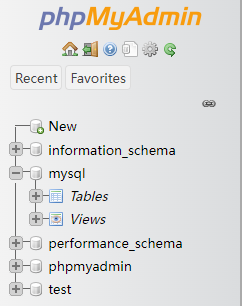 phpMyAdmin
Recent Favorites
New
information_schema
mysql
Tables
Views
performance_schema
phpmyadmin
test